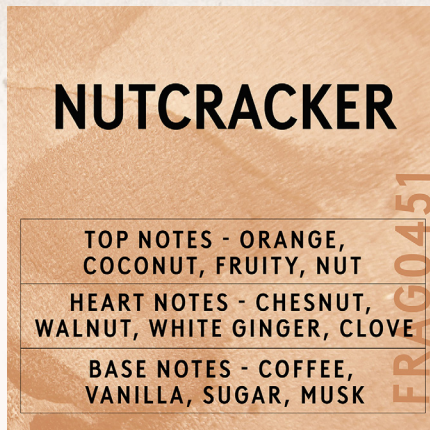 NUTCRACKER
TOP NOTES - ORANGE,
COCONUT, FRUITY, NUT
HEART NOTES - CHESNUT,
WALNUT, WHITE GINGER, CLOVE
BASE NOTES - COFFEE,
VANILLA, SUGAR, MUSK
FRAG0451